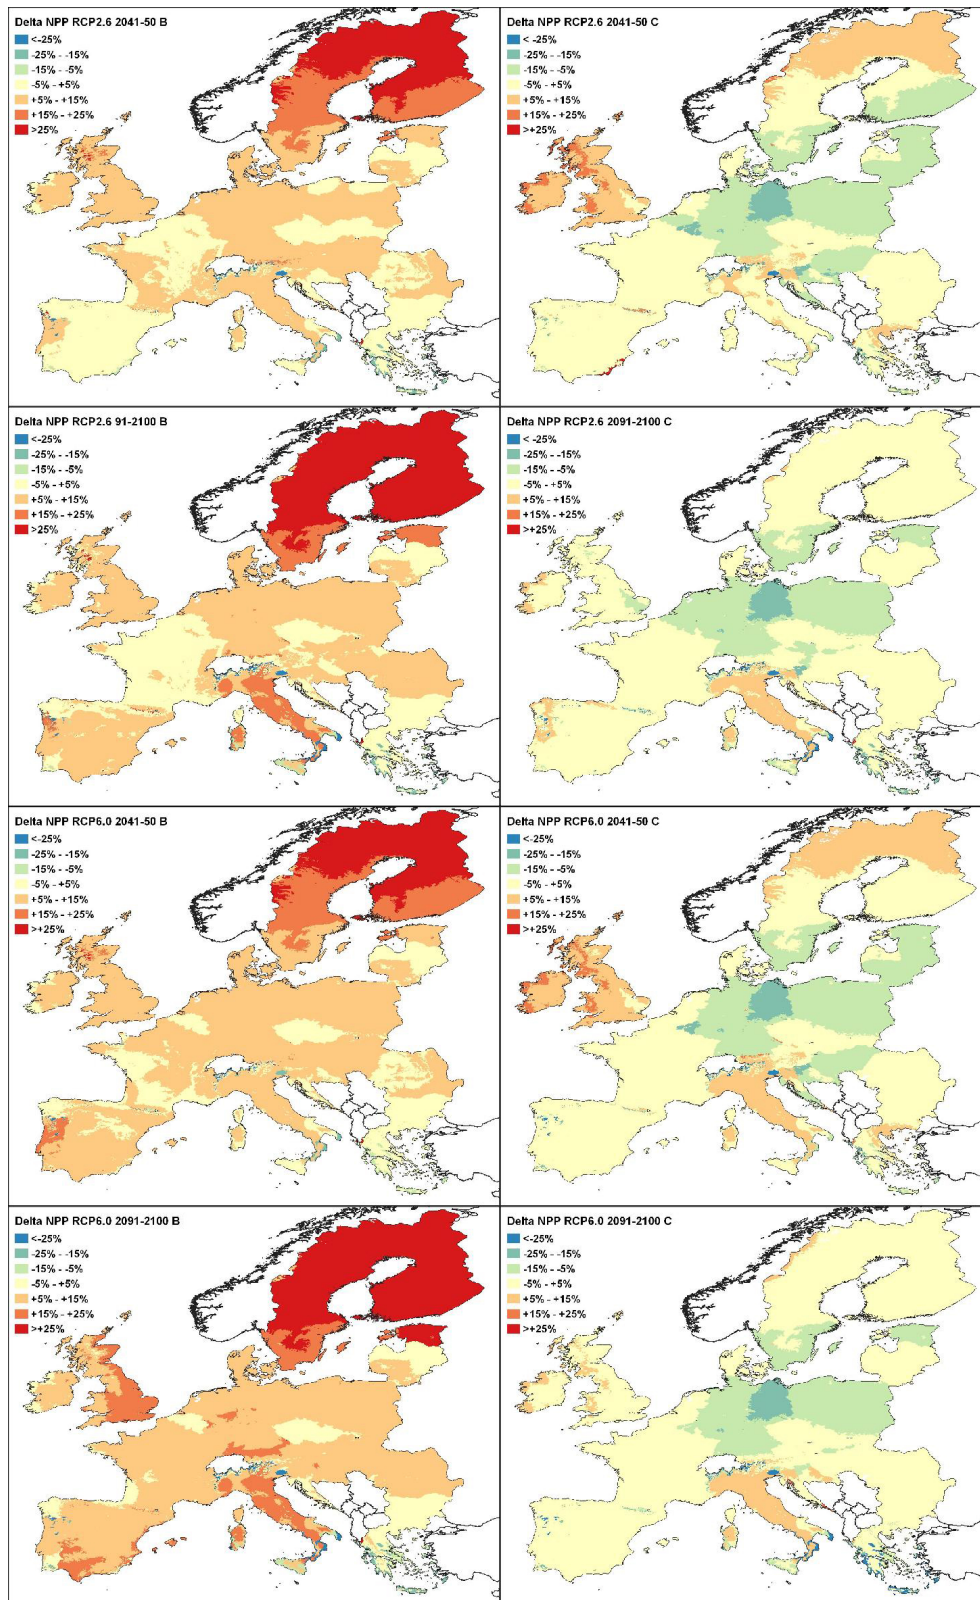 Delta NPP RCP2.6 2041-50 B
<-25%
-25% - -15%
-15% - -5%
-5% - +5%
+5% - +15%
+15% - +25%
>25%
Delta NPP RCP2.6 2041-50 C
< -25%
-25% - -15%
-15% - -5%
-5% - +5%
+5% - +15%
+15% - +25%
>+25%
Delta NPP RCP2.6 91-2100 B
<-25%
-25% - -15%
-15% - -5%
-5% - +5%
+5% - +15%
+15% - +25%
>25%
Delta NPP RCP2.6 2091-2100 C
< -25%
-25% - -15%
-15% - -5%
-5% - +5%
+5% - +15%
+15% - +25%
>+25%
Delta NPP RCP6.0 2041-50 B
<-25%
-25% - -15%
-15% - -5%
-5% - +5%
+5% - +15%
+15% - +25%
>+25%
Delta NPP RCP6.0 2041-50 C
<-25%
-25% - -15%
-15% - -5%
-5% - +5%
+5% - +15%
+15% - +25%
>+25%
Delta NPP RCP6.0 2091-2100 B
<-25%
-25% - -15%
-15% - -5%
-5% - +5%
+5% - +15%
+15% - +25%
>+25%
Delta NPP RCP6.0 2091-2100 C
<-25%
-25% - -15%
-15% - -5%
-5% - +5%
+5% - +15%
+15% - +25%
>+25%